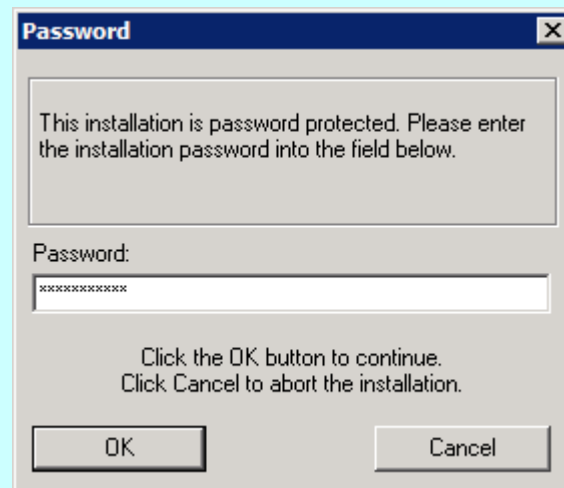 Password
This installation is password protected. Please enter
the installation password into the field below.
Password:
xxxxxxxxxxx
Click the OK button to continue.
Click Cancel to abort the installation.
OK
Cancel